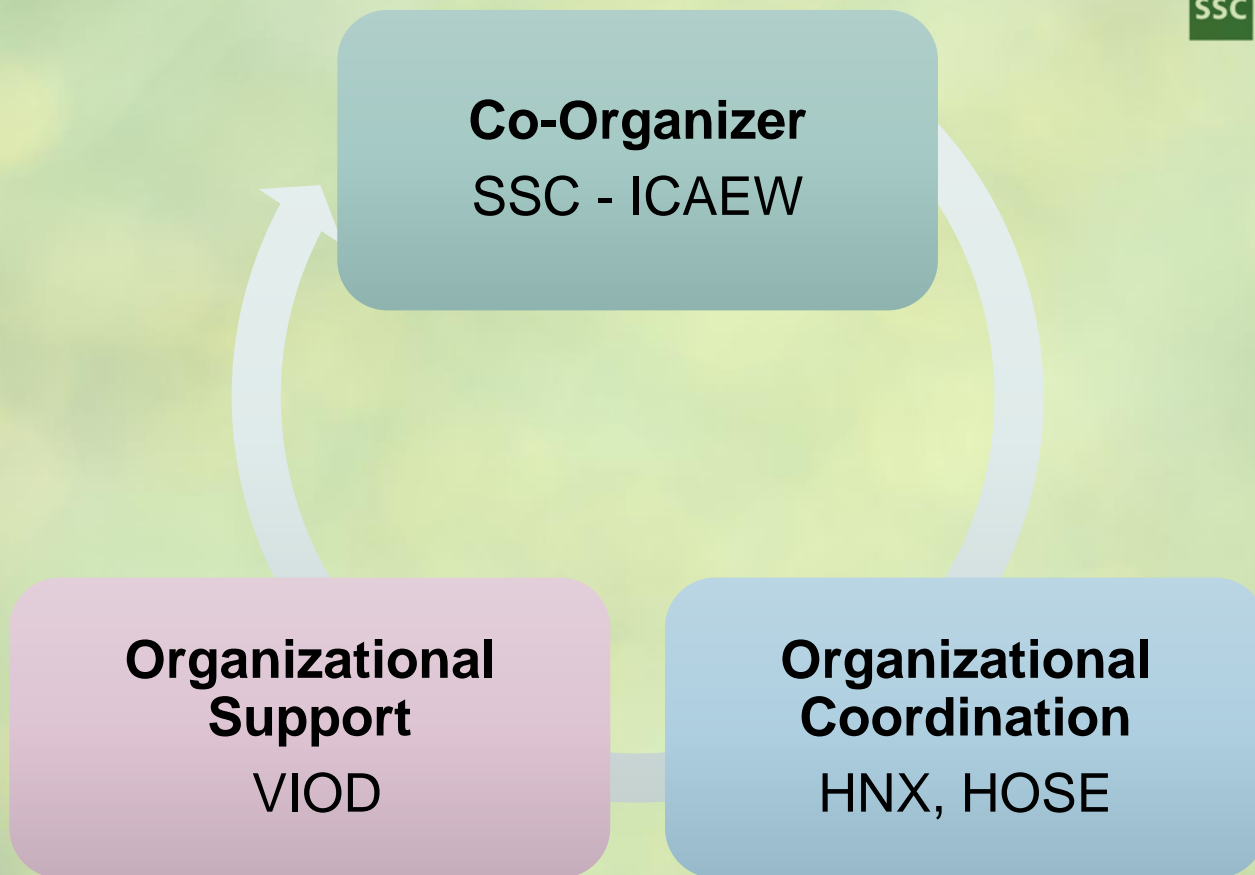 SSC
Co-Organizer
SSC - ICAEW
Organizational
Support
VIOD
Organizational
Coordination
HNX, HOSE